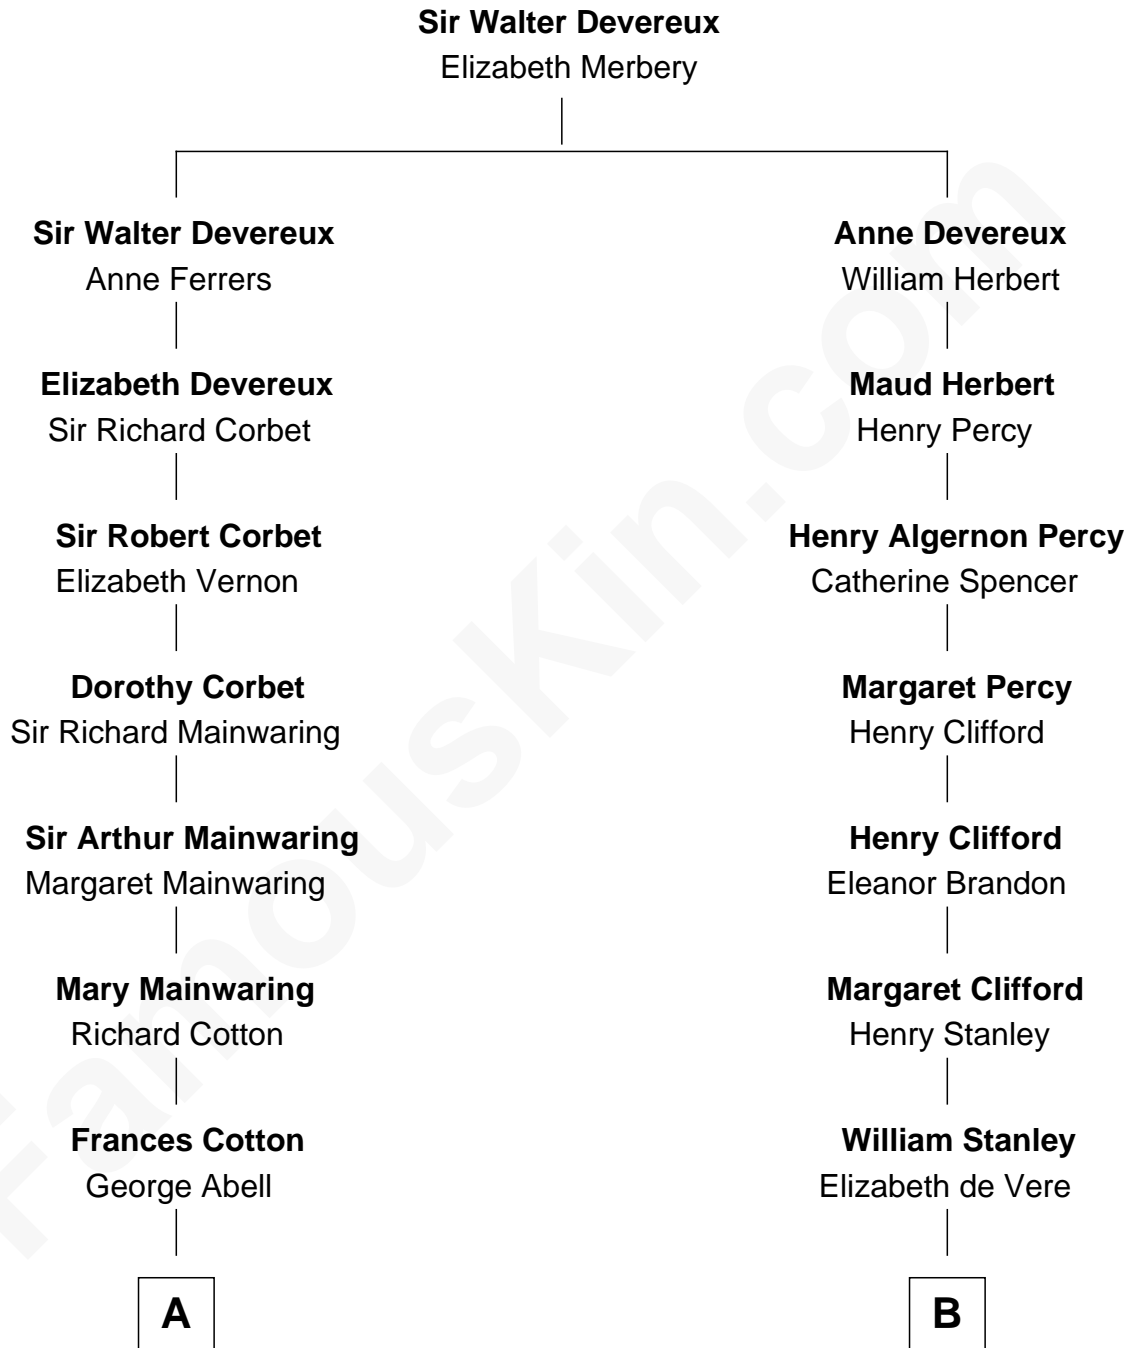 Sir Walter Devereux
Elizabeth Merbery
Sir Walter Devereux
Anne Ferrers
Elizabeth Devereux
Sir Richard Corbet
Sir Robert Corbet
Elizabeth Vernon
Dorothy Corbet
Sir Richard Mainwaring
Sir Arthur Mainwaring
Margaret Mainwaring
Mary Mainwaring
Richard Cotton
Frances Cotton
George Abell
A
Anne Devereux
William Herbert
Maud Herbert
Henry Percy
Henry Algernon Percy
Catherine Spencer
Margaret Percy
Henry Clifford
Henry Clifford
Eleanor Brandon
Margaret Clifford
Henry Stanley
William Stanley
Elizabeth de Vere
B
FamousKin.com